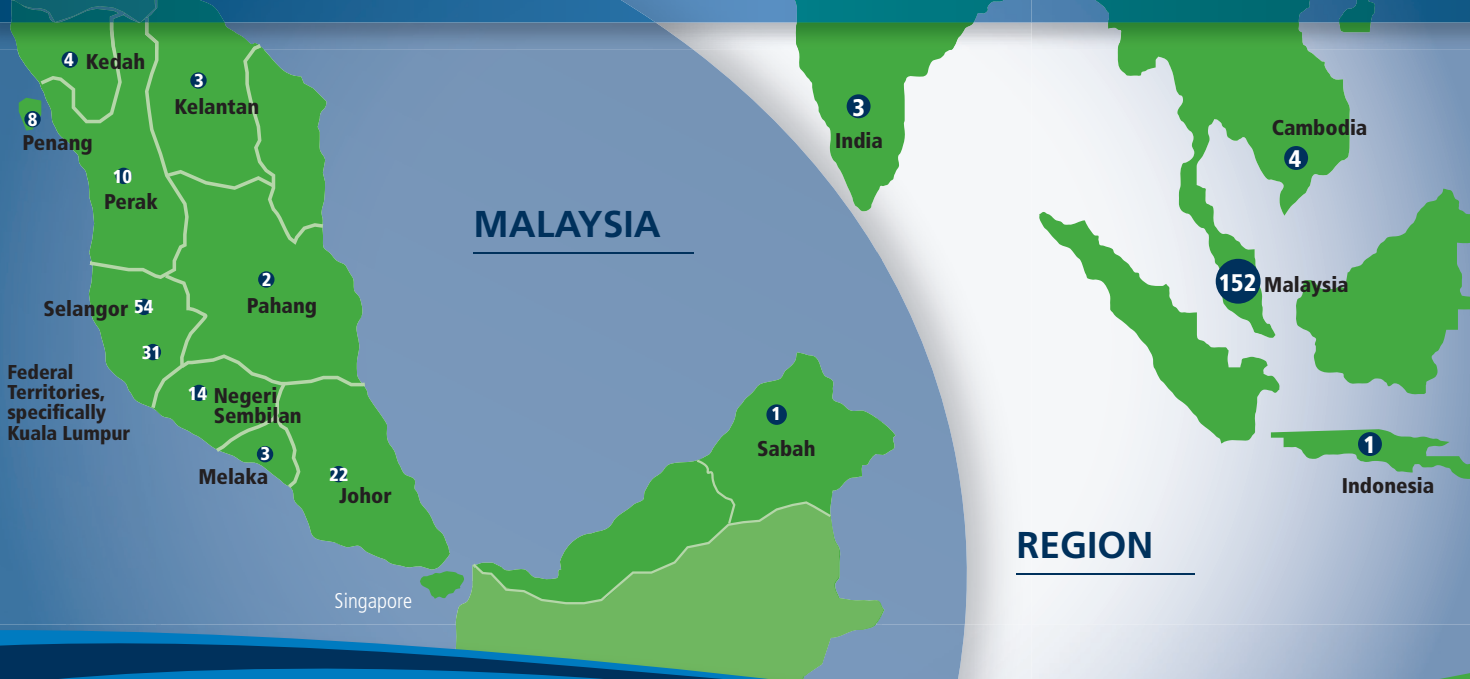 4 Kedah
3
Kelantan
8
Penang
10
Perak
2
Pahang
Selangor 54
31
Federal
Territories,
specifically
Kuala Lumpur
14 Negeri
Sembilan
3
Melaka
22
Johor
Singapore
MALAYSIA
1
Sabah
3
India
Cambodia
4
152 Malaysia
1
Indonesia
REGION